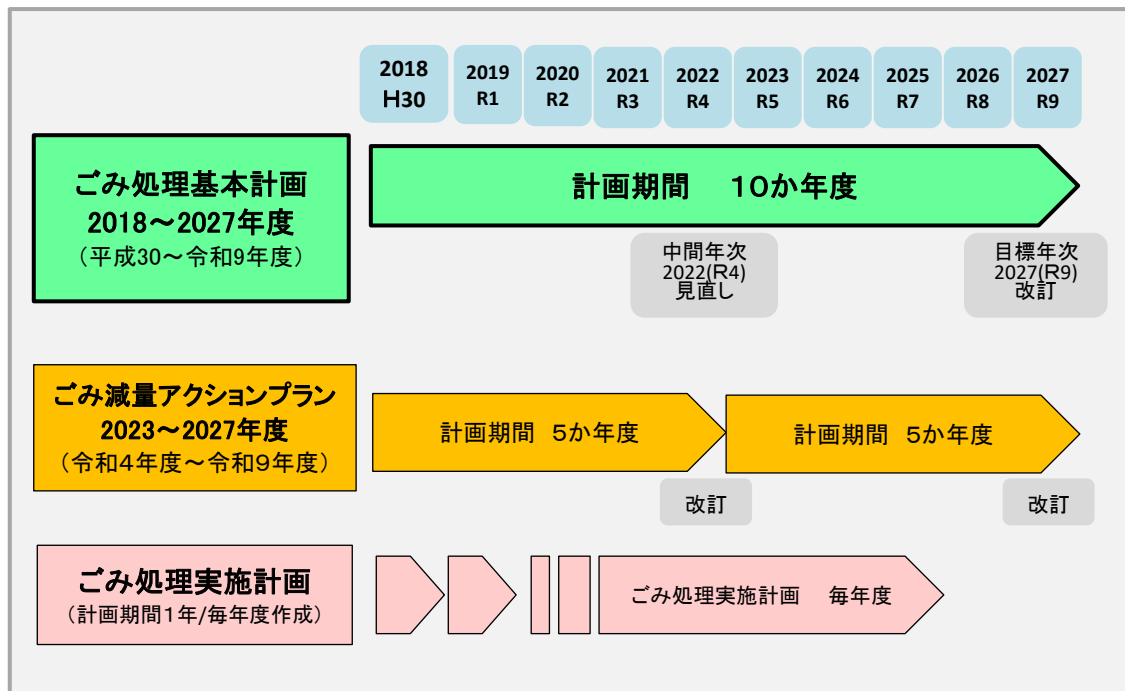 2018
H30
2019
R1
2020
R2
2021
R3
2022
R4
2023
R5
2024
R6
2025
R7
2026
R8
2027
R9
ごみ処理基本計画
2018～2027年度
（平成30～令和9年度）
計画期間　10か年度
中間年次
2022(R4)
見直し
目標年次
2027(R9)
改訂
ごみ減量アクションプラン
2023～2027年度
（令和4年度～令和9年度）
計画期間 5か年度
計画期間 5か年度
改訂
改訂
ごみ処理実施計画
（計画期間1年/毎年度作成）
ごみ処理実施計画　毎年度